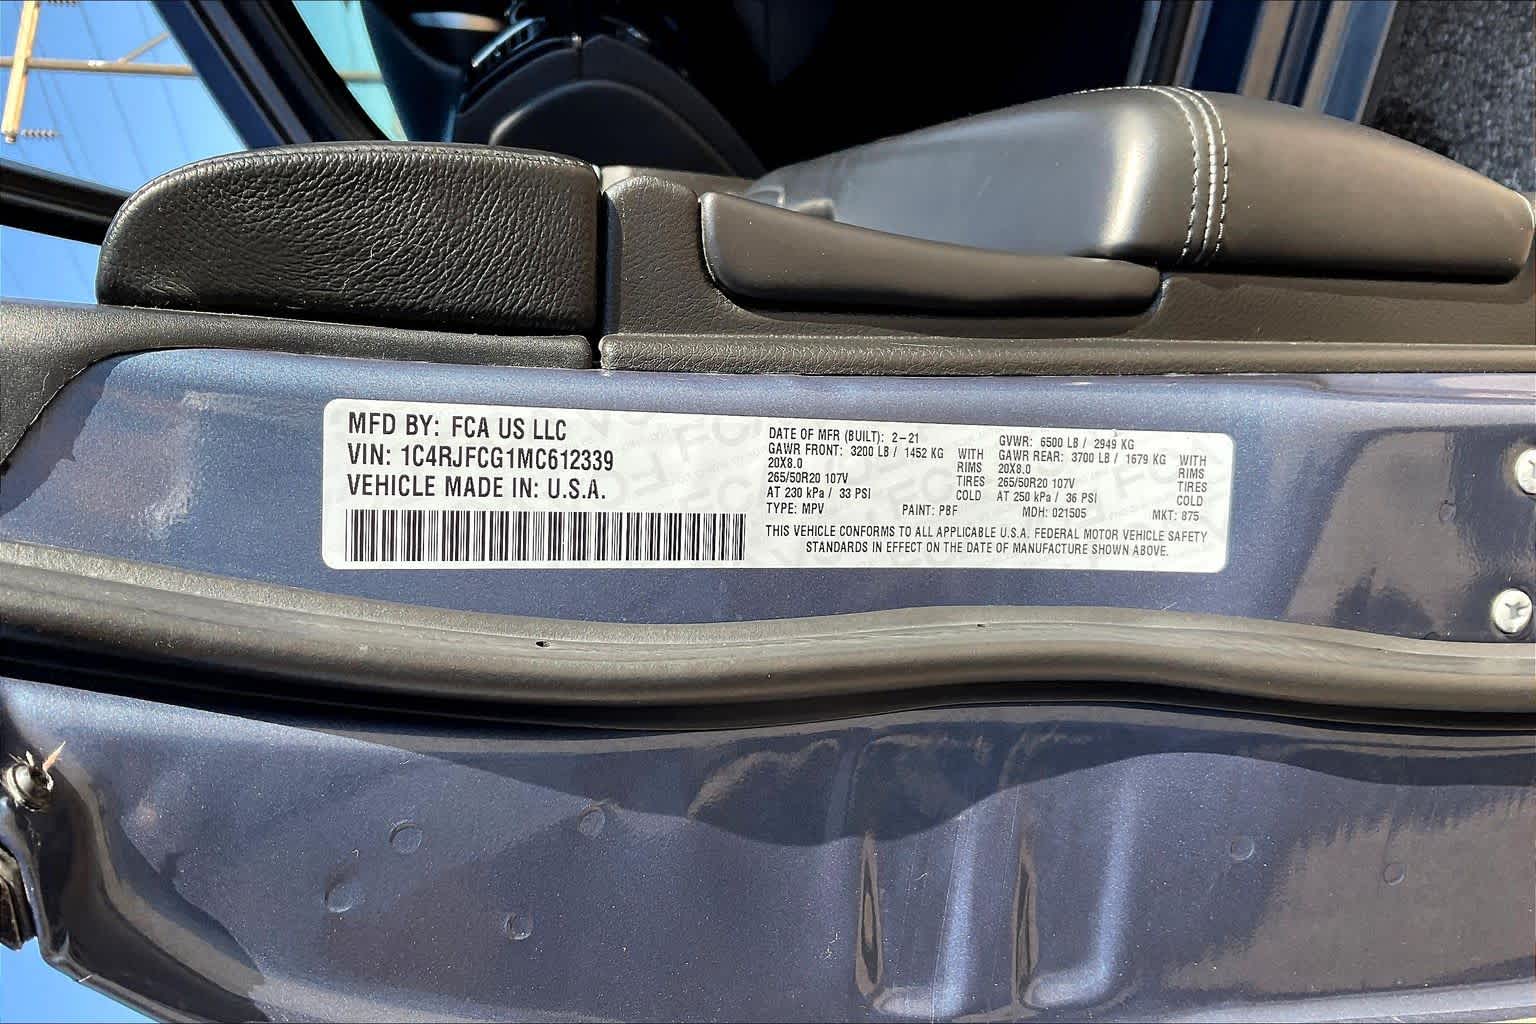 MFD BY: FCA US LLC
VIN: 1C4RJFCG1MC612339
VEHICLE MADE IN: U.S.A.
DATE OF MFR (BUILT): 2-21
GAWR FRONT: 3200 LB / 1452 KG WITH
20X8.0 RIMS
265/50R20 107V TIRES
AT 230 kPa / 33 PSI COLD
GVWR: 6500 LB / 2949 KG
GAWR REAR: 3700 LB / 1679 KG WITH
20X8.0 RIMS
265/50R20 107V TIRES
AT 250 kPa / 36 PSI COLD
TYPE: MPV PAINT: PBF MDH: 021505 MKT: 875
THIS VEHICLE CONFORMS TO ALL APPLICABLE U.S.A. FEDERAL MOTOR VEHICLE SAFETY
STANDARDS IN EFFECT ON THE DATE OF MANUFACTURE SHOWN ABOVE.